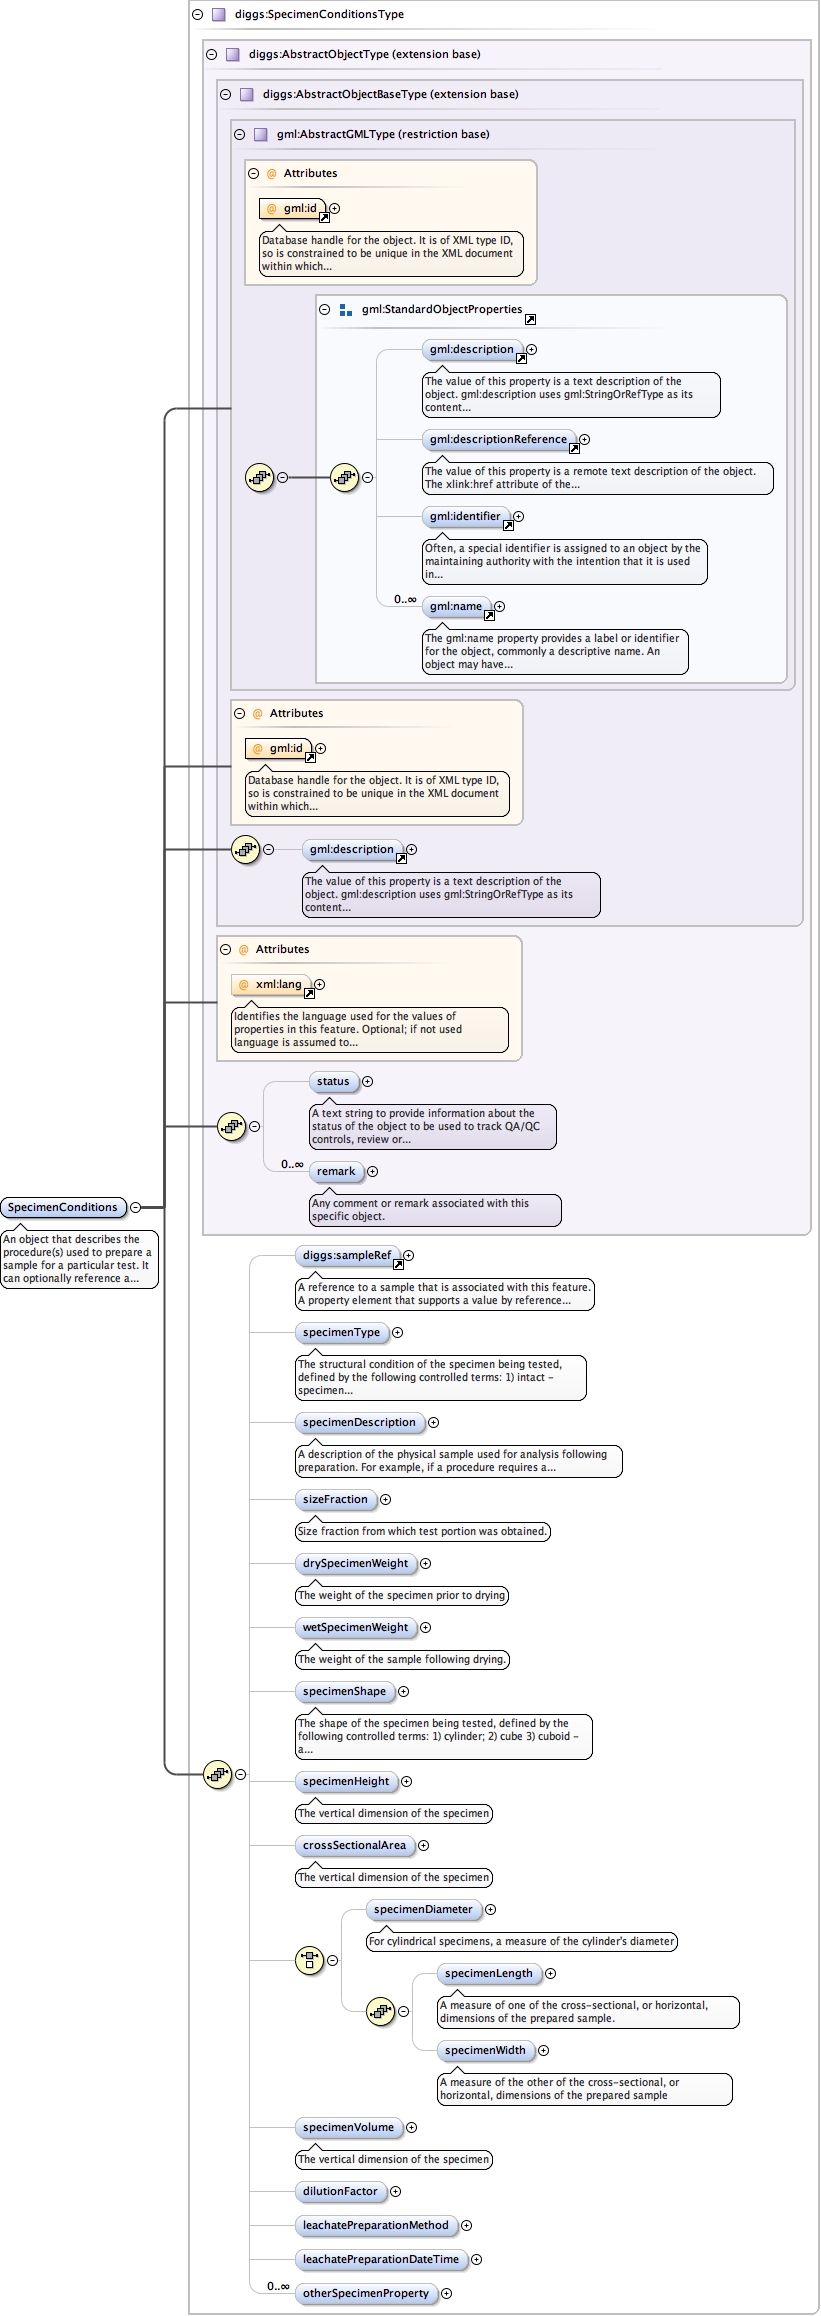 diggs:SpecimenConditionsType
diggs:AbstractObjectType (extension base)
diggs:AbstractObjectBaseType (extension base)
gml:AbstractGMLType (restriction base)
@ Attributes
@ gml:id
Database handle for the object. It is of XML type ID,
so is constrained to be unique in the XML document
within which...
gml:StandardObjectProperties
gml:description
The value of this property is a text description of the
object. gml:description uses gml:StringOrRefType as its
content...
gml:descriptionReference
The value of this property is a remote text description of the object.
The xlink:href attribute of the...
gml:identifier
Often, a special identifier is assigned to an object by the
maintaining authority with the intention that it is used
in...
0..∞
gml:name
The gml:name property provides a label or identifier
for the object, commonly a descriptive name. An
object may have...
@ Attributes
@ gml:id
Database handle for the object. It is of XML type ID,
so is constrained to be unique in the XML document
within which...
gml:description
The value of this property is a text description of the
object. gml:description uses gml:StringOrRefType as its
content...
@ Attributes
@ xml:lang
Identifies the language used for the values of
properties in this feature. Optional; if not used
language is assumed to...
status
A text string to provide information about the
status of the object to be used to track QA/QC
controls, review or...
0..∞
remark
Any comment or remark associated with this
specific object.
SpecimenConditions
An object that describes the
procedure(s) used to prepare a
sample for a particular test. It
can optionally reference a...
diggs:sampleRef
A reference to a sample that is associated with this feature.
A property element that supports a value by reference...
specimenType
The structural condition of the specimen being tested,
defined by the following controlled terms: 1) intact -
specimen...
specimenDescription
A description of the physical sample used for analysis following
preparation. For example, if a procedure requires a...
sizeFraction
Size fraction from which test portion was obtained.
drySpecimenWeight
The weight of the specimen prior to drying
wetSpecimenWeight
The weight of the sample following drying.
specimenShape
The shape of the specimen being tested, defined by the
following controlled terms: 1) cylinder; 2) cube 3) cuboid -
a...
specimenHeight
The vertical dimension of the specimen
crossSectionalArea
The vertical dimension of the specimen
specimenDiameter
For cylindrical specimens, a measure of the cylinder's diameter
specimenLength
A measure of one of the cross-sectional, or horizontal,
dimensions of the prepared sample.
specimenWidth
A measure of the other of the cross-sectional, or
horizontal, dimensions of the prepared sample
specimenVolume
The vertical dimension of the specimen
dilutionFactor
leachatePreparationMethod
leachatePreparationDateTime
0..∞
otherSpecimenProperty